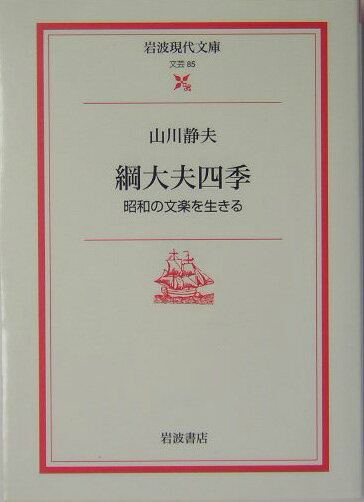 岩波現代文庫
文芸 85
山川静夫
綱大夫四季
昭和の文楽を生きる
岩波書店